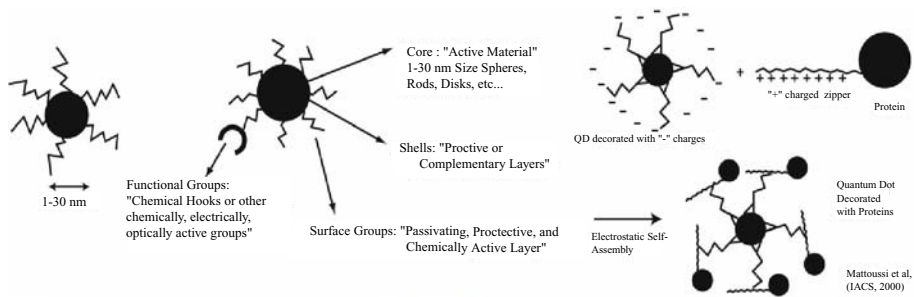 1-30 nm
Functional Groups:
"Chemical Hooks or other
chemically, electrically,
optically active groups"
Core : "Active Material"
1-30 nm Size Spheres,
Rods, Disks, etc...
Shells: "Proctive or
Complementary Layers"
Surface Groups: "Passivating, Proctective, and
Chemically Active Layer"
+
+ + + + + + + + +
"+" charged zipper
Protein
QD decorated with "-" charges
Electrostatic Self-
Assembly
Quantum Dot
Decorated
with Proteins
Mattoussi et al,
(IACS, 2000)